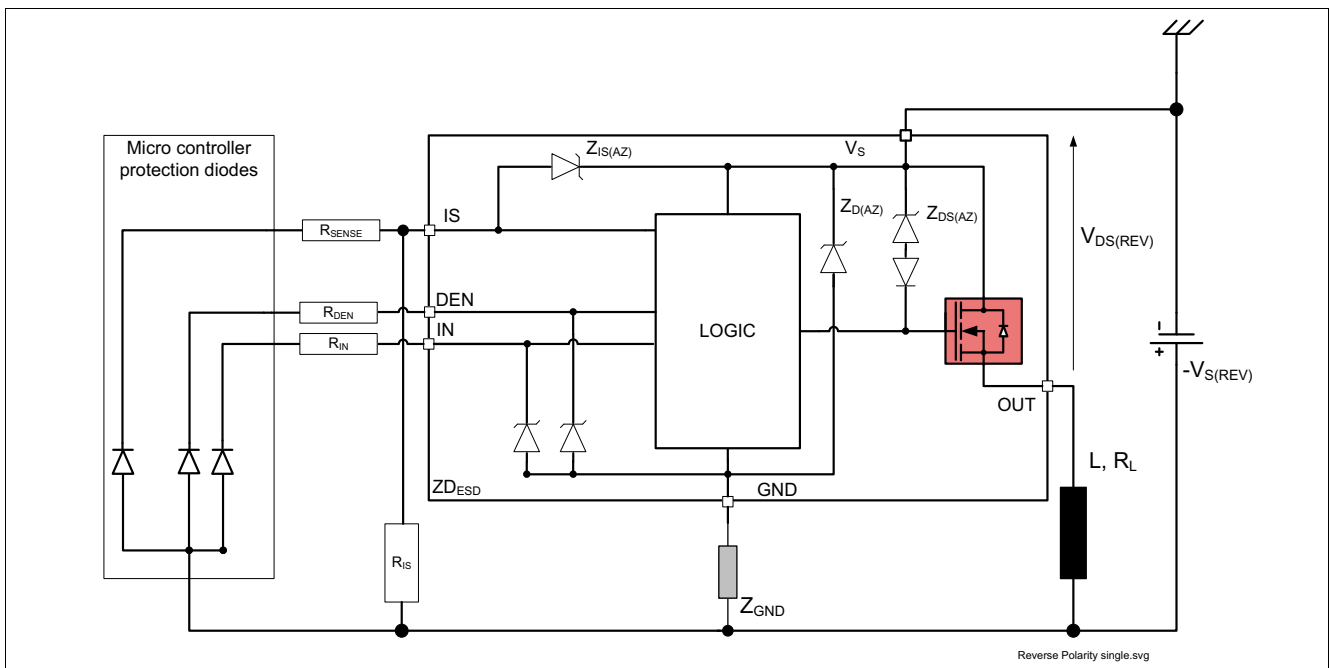 Micro controller
protection diodes
Z_IS(AZ)
V_S
Z_D(AZ)
Z_DS(AZ)
V_DS(REV)
R_SENSE
IS
R_DEN
DEN
R_IN
IN
LOGIC
-
+
-V_S(REV)
OUT
L, R_L
ZD_ESD
GND
R_IS
Z_GND
Reverse Polarity single.svg